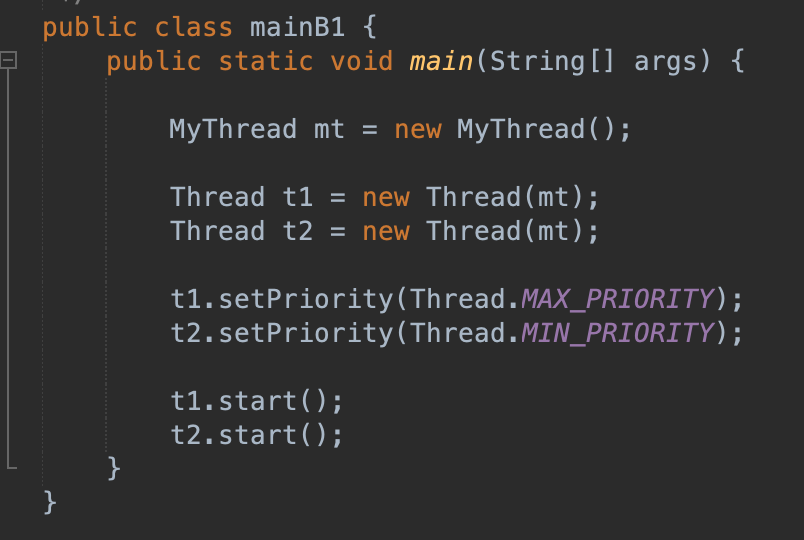 public class mainB1 {
public static void main(String[] args) {
MyThread mt = new MyThread();
Thread t1 = new Thread(mt);
Thread t2 = new Thread(mt);
t1.setPriority(Thread.MAX_PRIORITY);
t2.setPriority(Thread.MIN_PRIORITY);
t1.start();
t2.start();
}
}